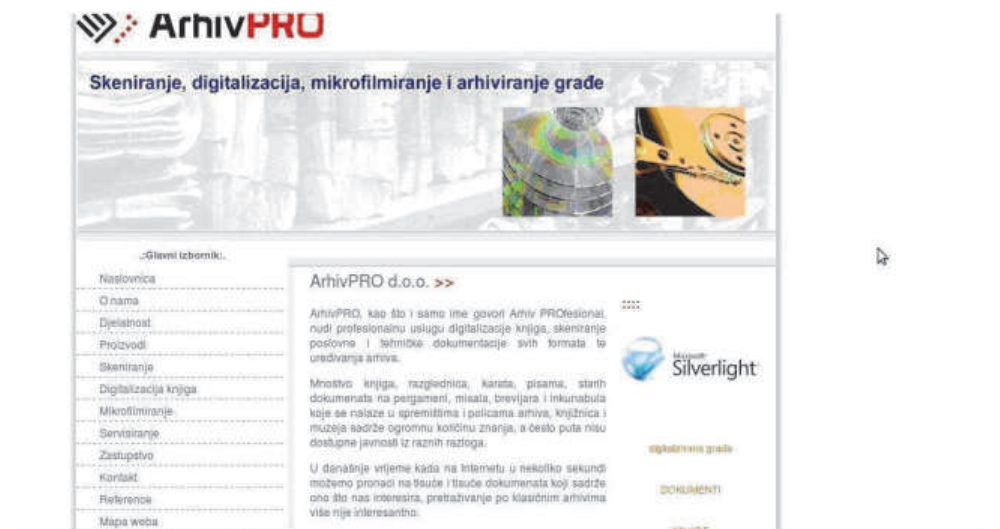 ArhivPRO
Skeniranje, digitalizacija, mikrofilmiranje i arhiviranje građe
.:Glavni izbornik:.
Naslovnica
O nama
Djelatnost
Proizvodi
Skeniranje
Digitalizacija knjiga
Mikrofilmiranje
Servisiranje
Zastupstvo
Kontakt
Reference
Mapa weba
ArhivPRO d.o.o. >>
ArhivPRO, kao što i samo ime govori Arhiv PROfesional,
nudi profesionalnu uslugu digitalizacije knjiga, skeniranje
poslovne i tehničke dokumentacije svih formata te
uređivanja arhiva.
Mnoštvo knjiga, razglednica, karata, pisama, starih
dokumenata na pergameni, misala, brevijara i inkunabula
koje se nalaze u spremištima i policama arhiva, knjižnica i
muzeja sadrže ogromnu količinu znanja, a često puta nisu
dostupne javnosti iz raznih razloga.
U današnje vrijeme kada na Internetu u nekoliko sekundi
možemo pronaći na tisuće i tisuće dokumenata koji sadrže
ono što nas interesira, pretraživanje po klasičnim arhivima
više nije interesantno.
::::
Microsoft
Silverlight
građa
DOKUMENTI